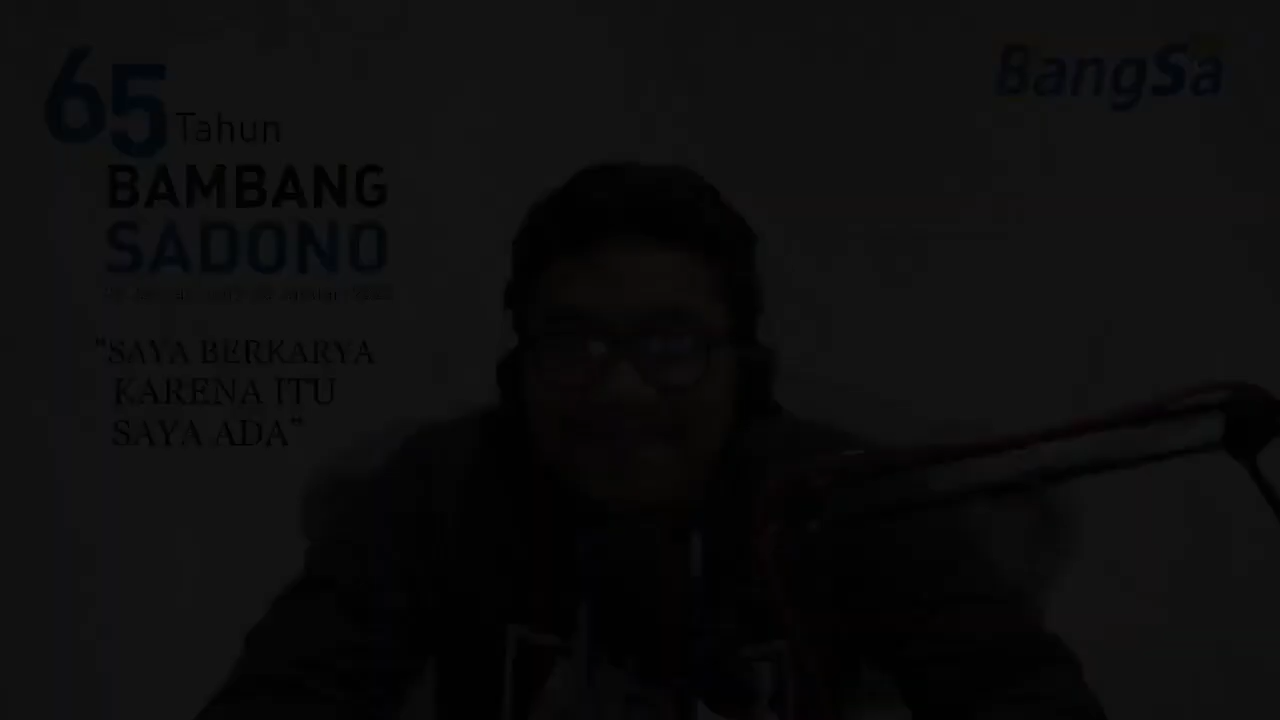 65 Tahun
BAMBANG
SADONO
"SAYA BERKARYA
KARENA ITU
SAYA ADA"
BangSa